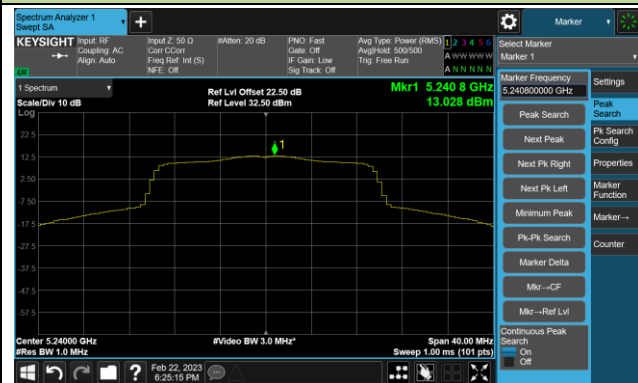 Spectrum Analyzer 1
Swept SA
Marker
KEYSIGHT
Input: RF
Coupling: AC
Align: Auto
Input Z: 50 Ω
Corr CCorr
Freq Ref: Int (S)
NFE: Off
#Atten: 20 dB
PNO: Fast
Gate: Off
IF Gain: Low
Sig Track: Off
Avg Type: Power (RMS)
Avg|Hold: 500/500
Trig: Free Run
1 2 3 4 5 6
A W W W W W
A N N N N N
Select Marker
Marker 1
1 Spectrum
Scale/Div 10 dB
Log
Ref Lvl Offset 22.50 dB
Ref Level 32.50 dBm
Mkr1 5.240 8 GHz
13.028 dBm
22.5
12.5
2.50
-7.50
-17.5
-27.5
-37.5
-47.5
-57.5
1
Center 5.24000 GHz
#Res BW 1.0 MHz
#Video BW 3.0 MHz*
Span 40.00 MHz
Sweep 1.00 ms (101 pts)
Marker Frequency
5.240800000 GHz
Peak Search
Next Peak
Next Pk Right
Next Pk Left
Minimum Peak
Pk-Pk Search
Marker Delta
Mkr→CF
Mkr→Ref Lvl
Continuous Peak
Search
On
Off
Settings
Peak
Search
Pk Search
Config
Properties
Marker
Function
Marker→
Counter
Feb 22, 2023
6:25:15 PM